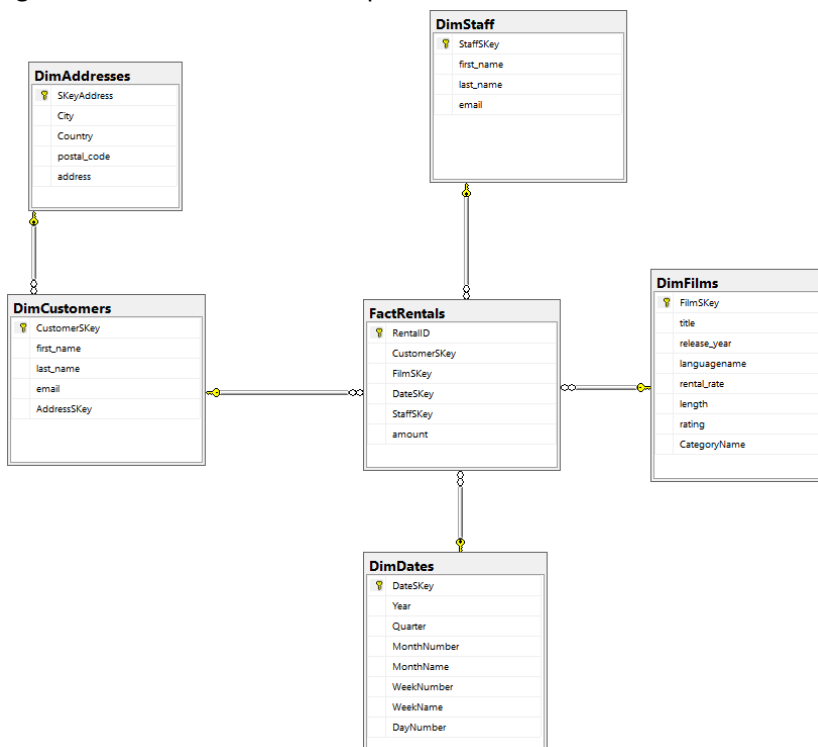 DimStaff
StaffSKey
first_name
last_name
email
DimAddresses
SKeyAddress
City
Country
postal_code
address
DimCustomers
CustomerSKey
first_name
last_name
email
AddressSKey
FactRentals
RentalID
CustomerSKey
FilmSKey
DateSKey
StaffSKey
amount
DimFilms
FilmSKey
title
release_year
languagename
rental_rate
length
rating
CategoryName
DimDates
DateSKey
Year
Quarter
MonthNumber
MonthName
WeekNumber
WeekName
DayNumber